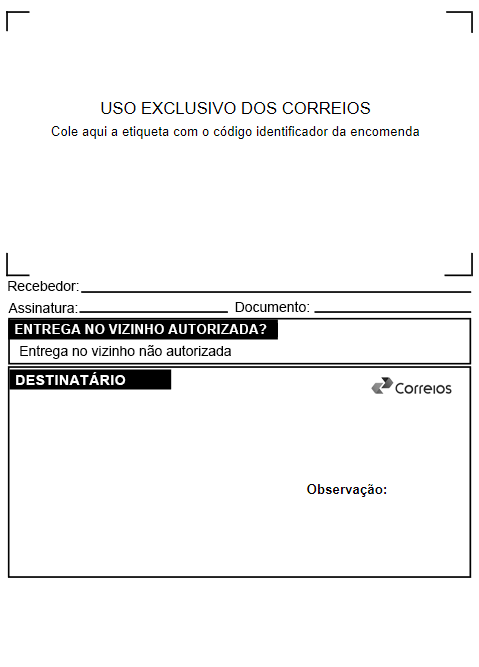 USO EXCLUSIVO DOS CORREIOS
Cole aqui a etiqueta com o código identificador da encomenda
Recebedor:
Assinatura: Documento:
ENTREGA NO VIZINHO AUTORIZADA?
Entrega no vizinho não autorizada
DESTINATÁRIO
Correios
Observação: